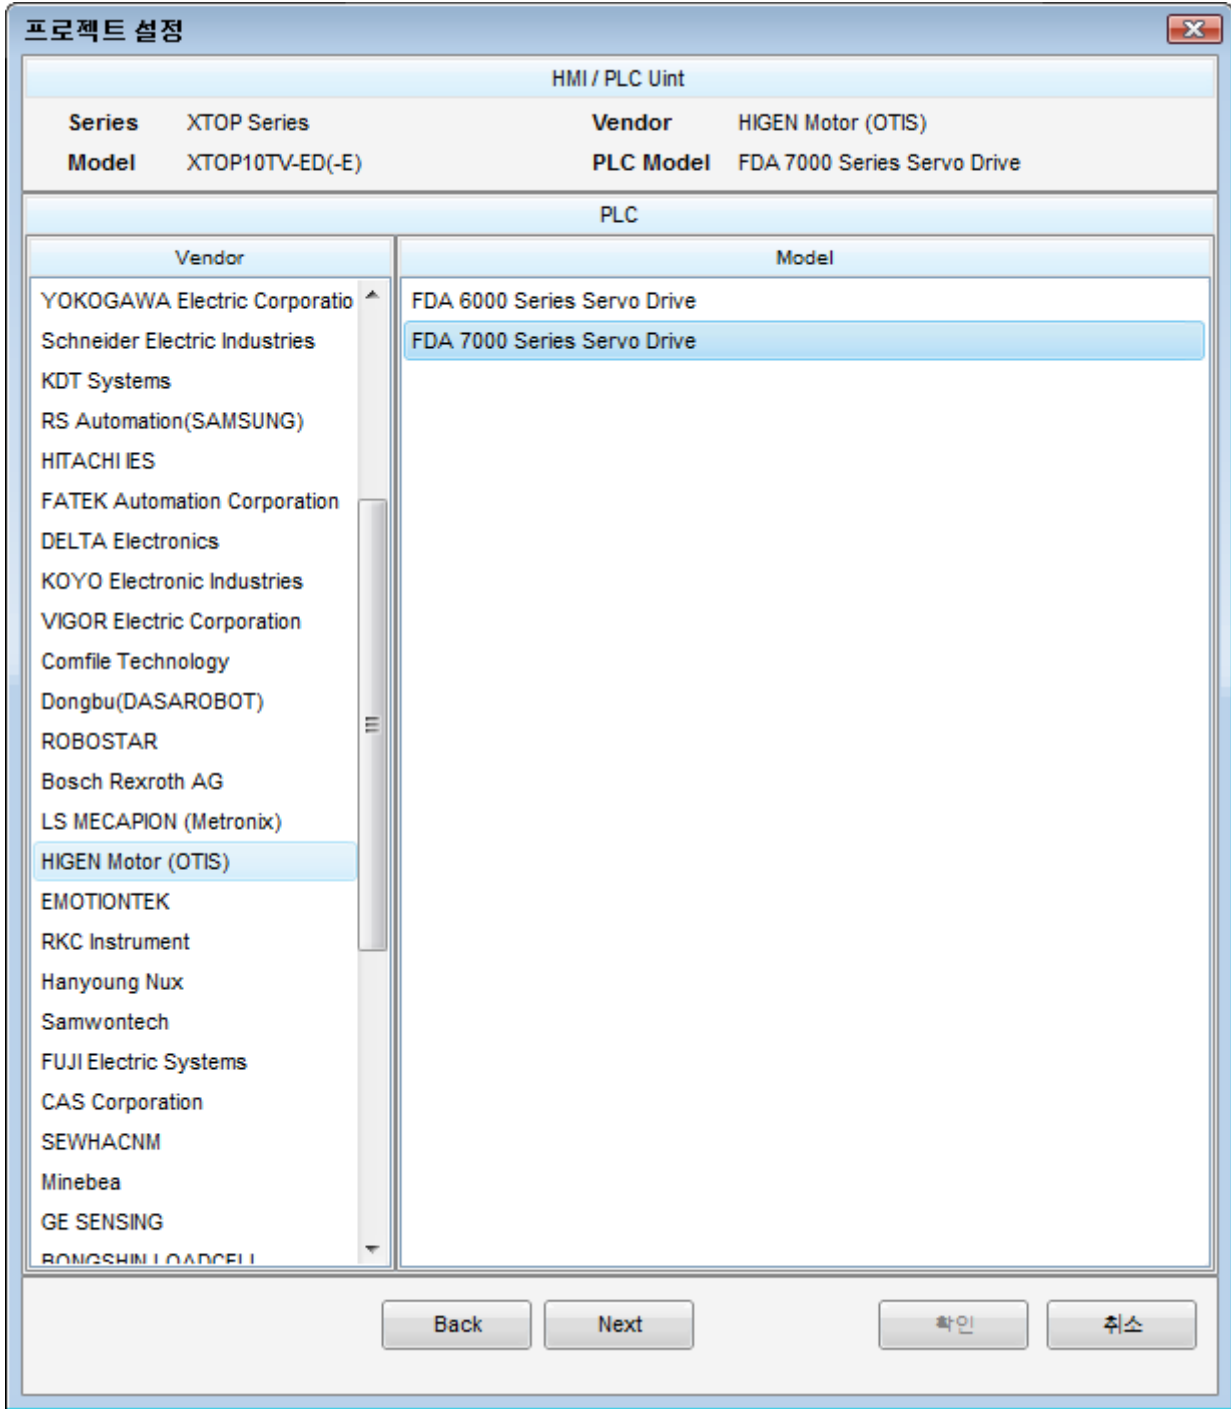 프로젝트 설정
HMI / PLC Uint
Series XTOP Series Vendor HIGEN Motor (OTIS)
Model XTOP10TV-ED(-E) PLC Model FDA 7000 Series Servo Drive
PLC
Vendor Model
YOKOGAWA Electric Corporatio FDA 6000 Series Servo Drive
Schneider Electric Industries FDA 7000 Series Servo Drive
KDT Systems
RS Automation(SAMSUNG)
HITACHI IES
FATEK Automation Corporation
DELTA Electronics
KOYO Electronic Industries
VIGOR Electric Corporation
Comfile Technology
Dongbu(DASAROBOT)
ROBOSTAR
Bosch Rexroth AG
LS MECAPION (Metronix)
HIGEN Motor (OTIS)
EMOTIONTEK
RKC Instrument
Hanyoung Nux
Samwontech
FUJI Electric Systems
CAS Corporation
SEWHACNM
Minebea
GE SENSING
BONGSHIN LOADCELL
Back Next 확인 취소